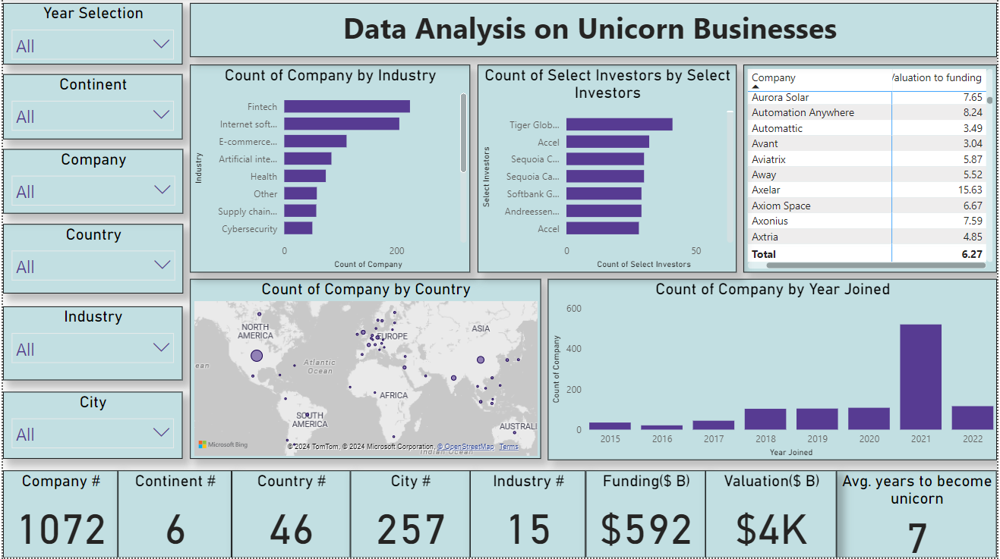 Year Selection
All
Continent
All
Company
All
Country
All
Industry
All
City
All
Data Analysis on Unicorn Businesses
Count of Company by Industry
Industry
Fintech
Internet soft...
E-commerce...
Artificial inte...
Health
Other
Supply chain...
Cybersecurity
0 200
Count of Company
Count of Select Investors by Select
Investors
Select Investors
Tiger Glob...
Accel
Sequoia C...
Sequoia Ca...
Softbank G...
Andreessen...
Accel
0 50
Count of Select Investors
Company /aluation to funding
Aurora Solar 7.65
Automation Anywhere 8.24
Automattic 3.49
Avant 3.04
Aviatrix 5.87
Away 5.52
Axelar 15.63
Axiom Space 6.67
Axonius 7.59
Axtria 4.85
Total 6.27
Count of Company by Country
NORTH
AMERICA
EUROPE
ASIA
ean
Atlantic
Ocean
AFRICA
SOUTH
AMERICA
AUSTRALI
Indian Ocean
Microsoft Bing
© 2024 TomTom, © 2024 Microsoft Corporation, © OpenStreetMap Terms
Count of Company by Year Joined
Count of Company
600
400
200
0
2015 2016 2017 2018 2019 2020 2021 2022
Year Joined
Company #
1072
Continent #
6
Country #
46
City #
257
Industry #
15
Funding($ B)
$592
Valuation($ B)
$4K
Avg. years to become
unicorn
7